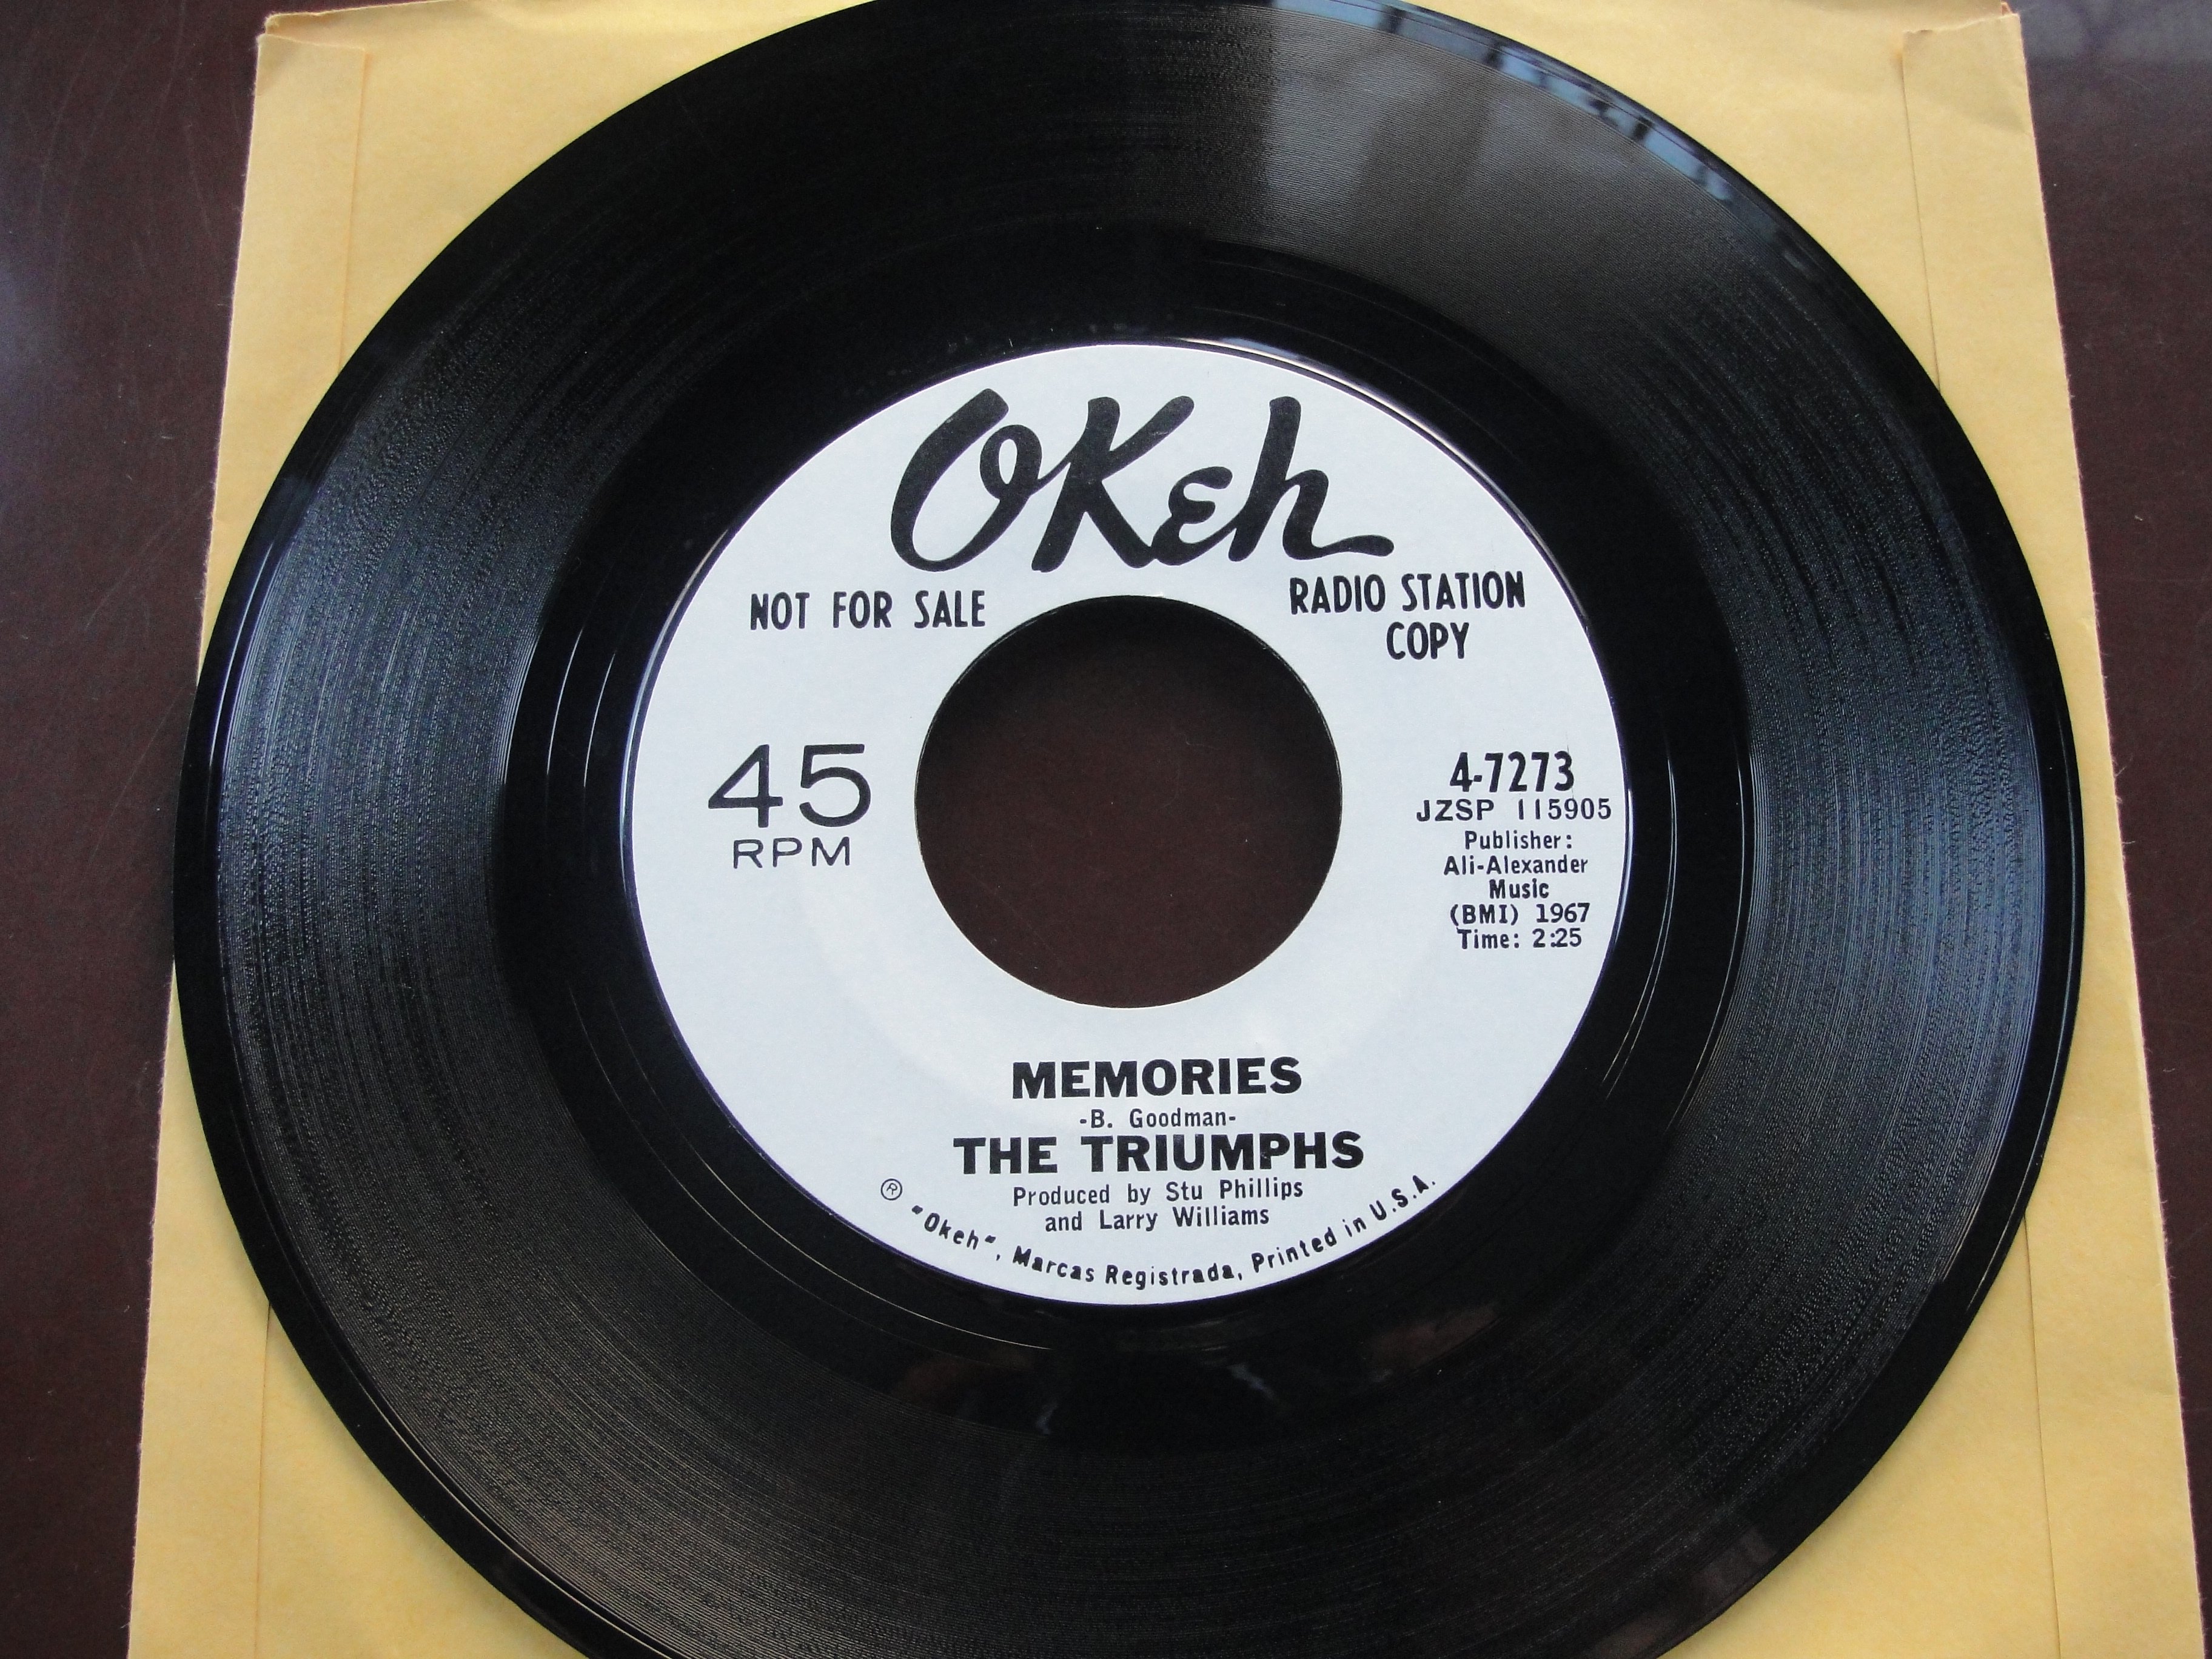 OKeh
NOT FOR SALE
RADIO STATION
COPY
45
RPM
4-7273
JZSP 115905
Publisher:
Ali-Alexander
Music
(BMI) 1967
Time: 2:25
MEMORIES
-B. Goodman-
THE TRIUMPHS
Produced by Stu Phillips
and Larry Williams
® "Okeh", Marcas Registrada, Printed in U.S.A.